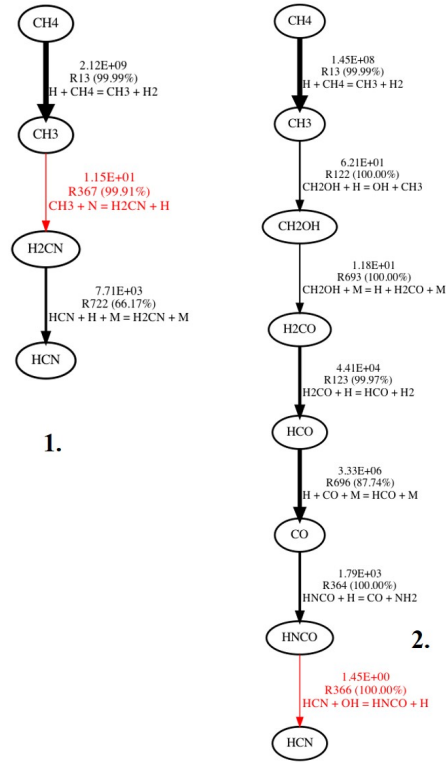 CH4
2.12E+09
R13 (99.99%)
H + CH4 = CH3 + H2
CH3
1.15E+01
R367 (99.91%)
CH3 + N = H2CN + H
H2CN
7.71E+03
R722 (66.17%)
HCN + H + M = H2CN + M
HCN
1.
CH4
1.45E+08
R13 (99.99%)
H + CH4 = CH3 + H2
CH3
6.21E+01
R122 (100.00%)
CH2OH + H = OH + CH3
CH2OH
1.18E+01
R693 (100.00%)
CH2OH + M = H + H2CO + M
H2CO
4.41E+04
R123 (99.97%)
H2CO + H = HCO + H2
HCO
3.33E+06
R696 (87.74%)
H + CO + M = HCO + M
CO
1.79E+03
R364 (100.00%)
HNCO + H = CO + NH2
HNCO
2.
1.45E+00
R366 (100.00%)
HCN + OH = HNCO + H
HCN